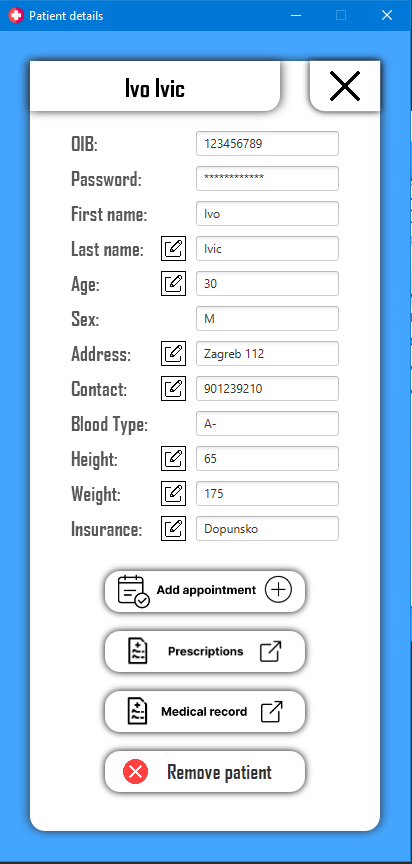 Patient details
Ivo Ivic
OIB: 123456789
Password: ************
First name: Ivo
Last name: Ivic
Age: 30
Sex: M
Address: Zagreb 112
Contact: 901239210
Blood Type: A-
Height: 65
Weight: 175
Insurance: Dopunsko
Add appointment
Prescriptions
Medical record
Remove patient